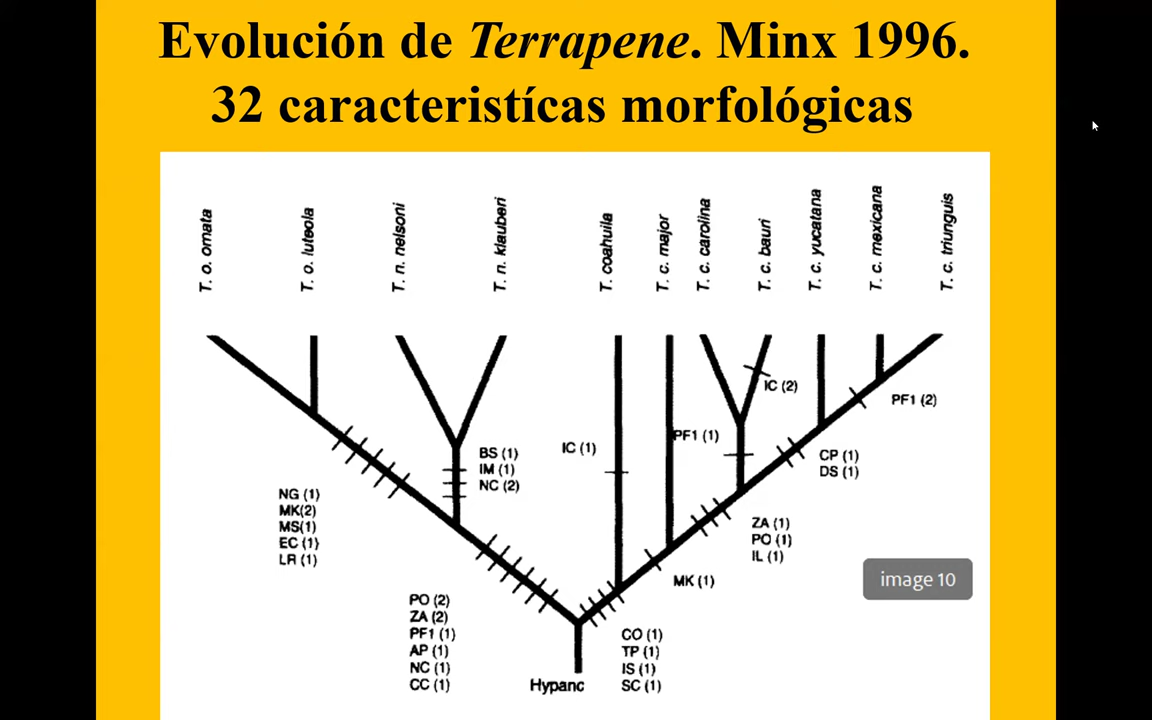 Evolución de Terrapene. Minx 1996.
32 caracteristícas morfológicas
T. o. ornata
T. o. luteola
T. n. nelsoni
T. n. klauberi
T. coahuila
T. c. major
T. c. carolina
T. c. bauri
T. c. yucatana
T. c. mexicana
T. c. triunguis
IC (2)
PF1 (2)
PF1 (1)
IC (1)
BS (1)
IM (1)
NC (2)
CP (1)
DS (1)
NG (1)
MK(2)
MS(1)
EC (1)
LR (1)
ZA (1)
PO (1)
IL (1)
MK (1)
image 10
PO (2)
ZA (2)
PF1 (1)
AP (1)
NC (1)
CC (1)
CO (1)
TP (1)
IS (1)
SC (1)
Hypanc